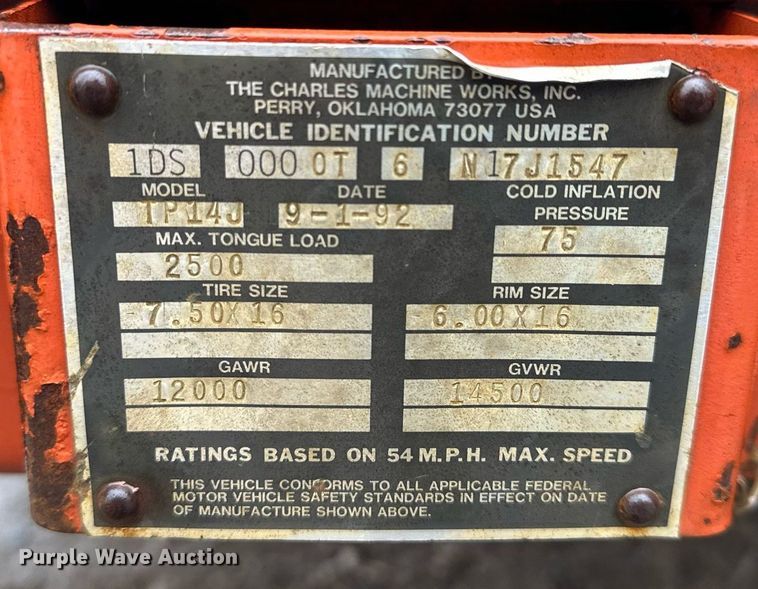 MANUFACTURED B
THE CHARLES MACHINE WORKS, INC.
PERRY, OKLAHOMA 73077 USA
VEHICLE IDENTIFICATION NUMBER
1DS 000 0T 6 N17J1547
MODEL DATE COLD INFLATION
TP14J 9-1-92 PRESSURE
MAX. TONGUE LOAD 75
2500
TIRE SIZE RIM SIZE
7.50X16 6.00X16
GAWR GVWR
12000 14500
RATINGS BASED ON 54 M.P.H. MAX. SPEED
THIS VEHICLE CONFORMS TO ALL APPLICABLE FEDERAL
MOTOR VEHICLE SAFETY STANDARDS IN EFFECT ON DATE
OF MANUFACTURE SHOWN ABOVE.
Purple Wave Auction